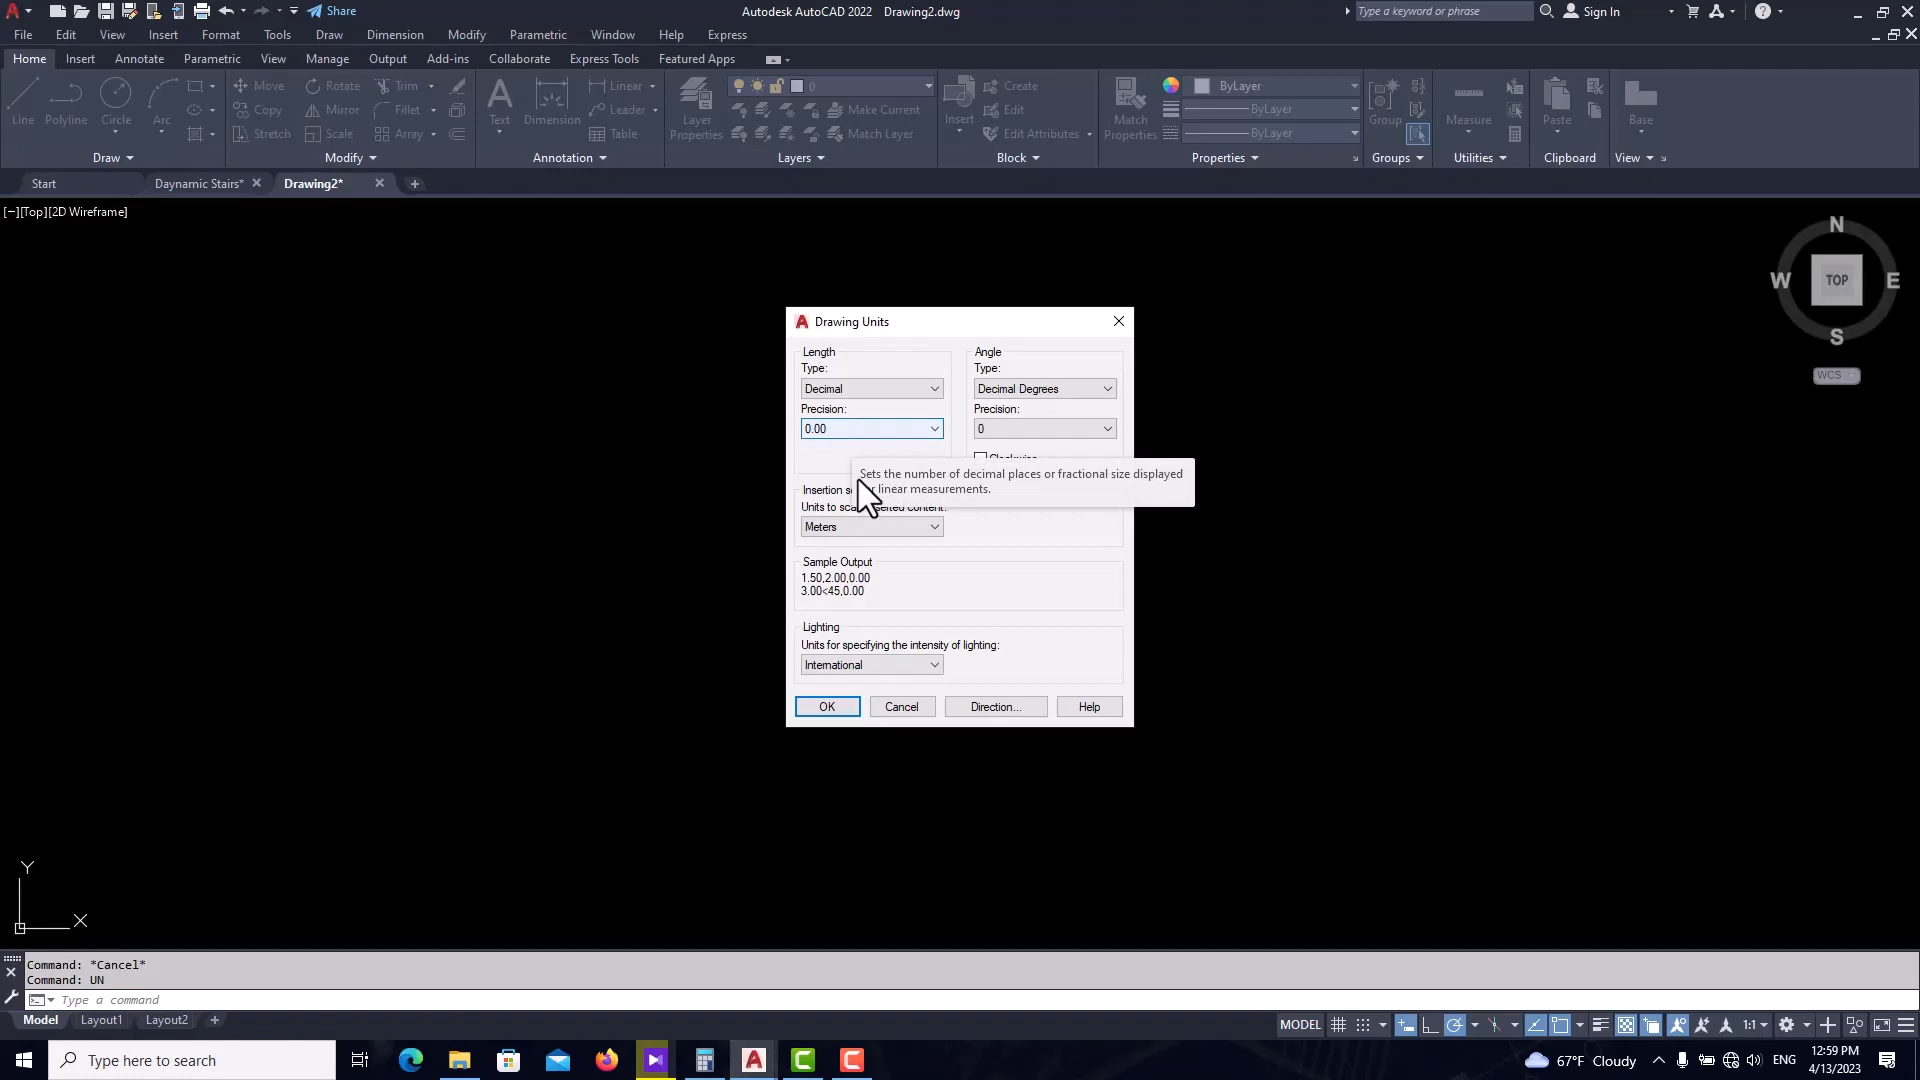 Share
Autodesk AutoCAD 2022 Drawing2.dwg
Type a keyword or phrase
Sign In
File Edit View Insert Format Tools Draw Dimension Modify Parametric Window Help Express
Home Insert Annotate Parametric View Manage Output Add-ins Collaborate Express Tools Featured Apps
Line Polyline Circle Arc
Move Rotate Trim
Copy Mirror Fillet
Stretch Scale Array
Text Dimension
Linear
Leader
Table
Layer
Properties
0
Make Current
Match Layer
Insert
Create
Edit
Edit Attributes
Match
Properties
ByLayer
ByLayer
ByLayer
Group
Measure
Paste
Base
Draw Modify Annotation Layers Block Properties Groups Utilities Clipboard View
Start Daynamic Stairs* Drawing2*
[−][Top][2D Wireframe]
N
W TOP E
S
WCS
Drawing Units
Length
Type:
Decimal
Precision:
0.00
Angle
Type:
Decimal Degrees
Precision:
0
Sets the number of decimal places or fractional size displayed
linear measurements.
Insertion
Units to
Meters
Sample Output
1.50,2.00,0.00
3.00<45,0.00
Lighting
Units for specifying the intensity of lighting:
International
OK Cancel Direction... Help
Y
X
Command: *Cancel*
Command: UN
Type a command
Model Layout1 Layout2
MODEL
1:1
Type here to search
67°F Cloudy
ENG
12:59 PM
4/13/2023